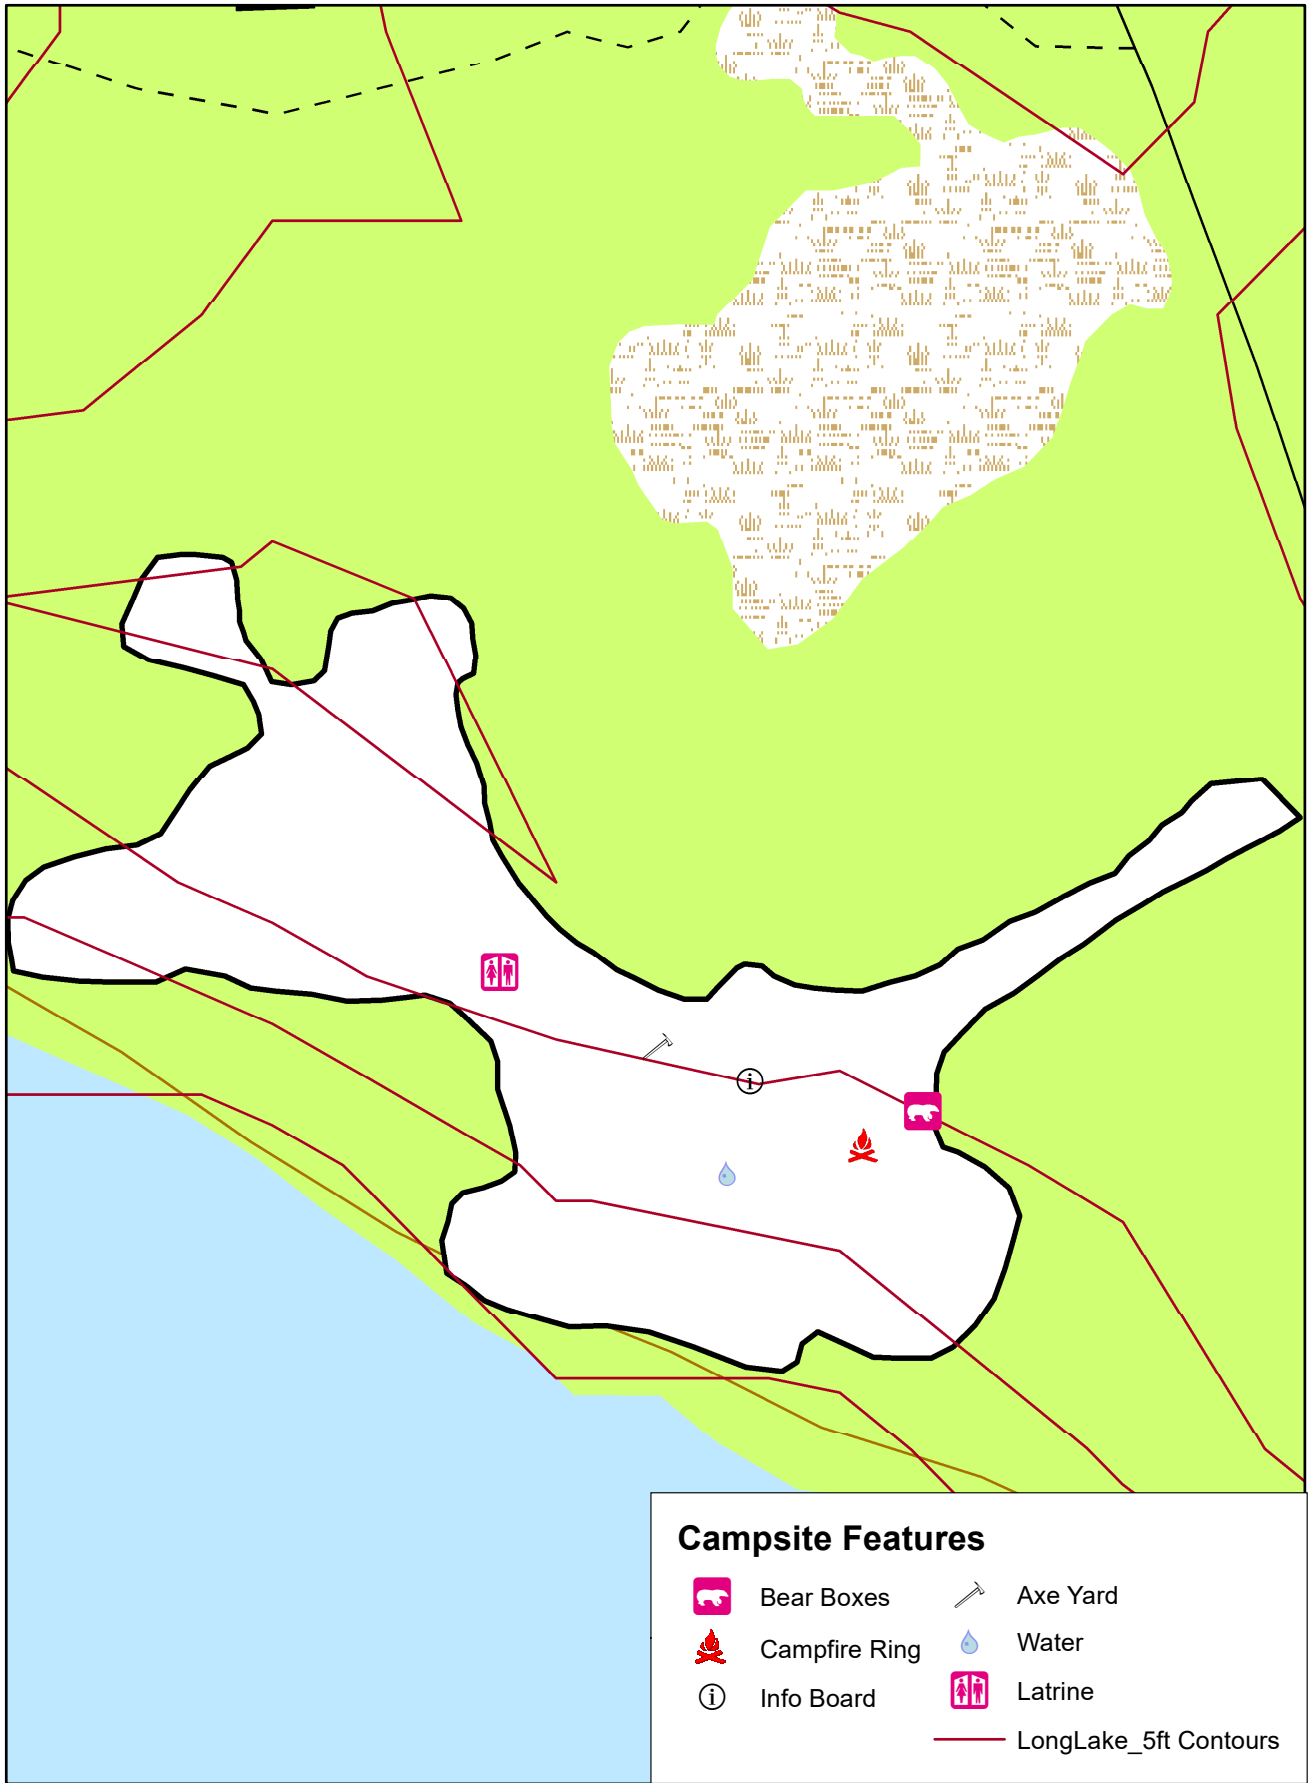 Campsite Features
Bear Boxes
Campfire Ring
Info Board
Axe Yard
Water
Latrine
LongLake_5ft Contours